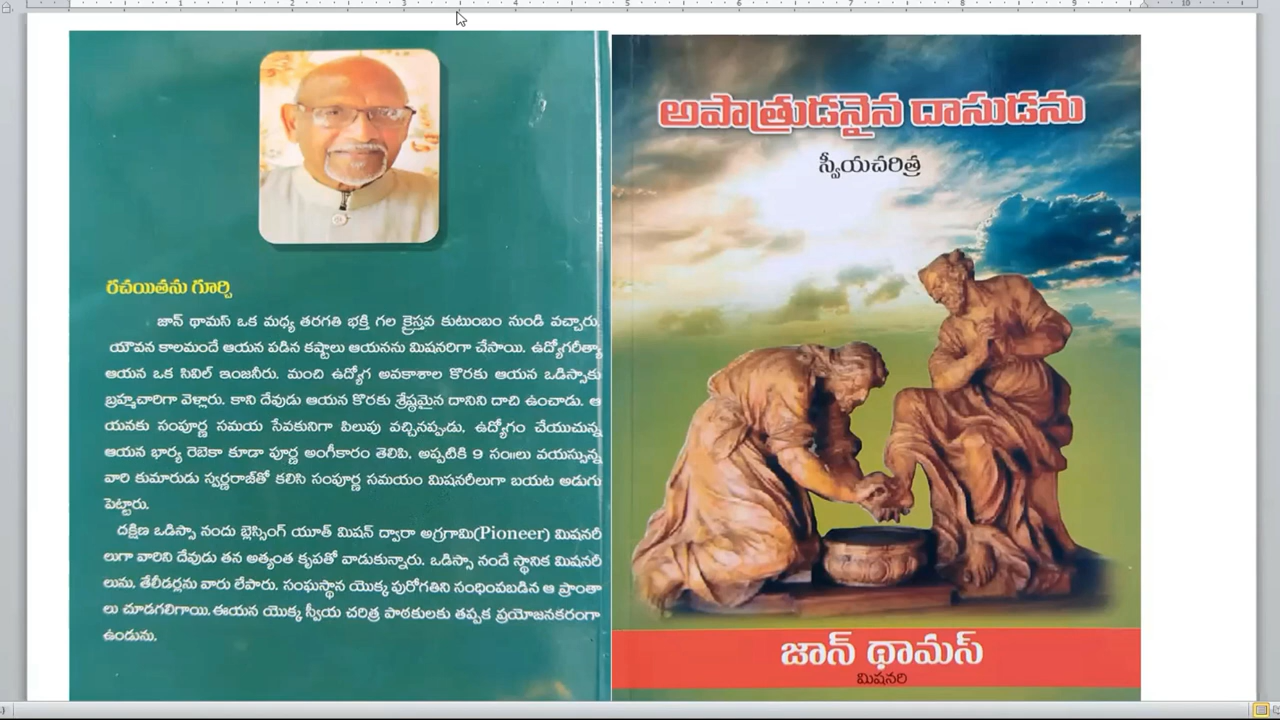 రచయితను గూర్చి
జాన్ థామస్ ఒక మధ్య తరగతి భక్తి గల క్రైస్తవ కుటుంబం నుండి వచ్చారు.
యౌవన కాలమందే ఆయన పడిన కష్టాలు ఆయనను మిషనరిగా చేసాయి. ఉద్యోగరీత్యా
ఆయన ఒక సివిల్ ఇంజనీరు. మంచి ఉద్యోగ అవకాశాల కొరకు ఆయన ఒడిస్సాకు
బ్రహ్మచారిగా వెళ్లారు. కాని దేవుడు ఆయన కొరకు శ్రేష్ఠమైన దానిని దాచి ఉంచాడు. ఆ
యనకు సంపూర్ణ సమయ సేవకునిగా పిలుపు వచ్చినప్పుడు, ఉద్యోగం చేయుచున్న
ఆయన భార్య రెబెకా కూడా పూర్ణ అంగీకారం తెలిపి, అప్పటికి 9 సం॥లు వయస్సున్న
వారి కుమారుడు స్వర్ణరాజ్‌తో కలిసి సంపూర్ణ సమయం మిషనరీలుగా బయట అడుగు
పెట్టారు.
దక్షిణ ఒడిస్సా నందు బ్లెస్సింగ్ యూత్ మిషన్ ద్వారా అగ్రగామి(Pioneer) మిషనరీ
లుగా వారిని దేవుడు తన అత్యంత కృపతో వాడుకున్నారు. ఒడిస్సా నందే స్థానిక మిషనరీ
లును, తేలీడర్లను వారు లేపారు. సంఘస్థాన యొక్క పురోగతిని సంధింపబడిన ఆ ప్రాంతా
లు చూడగలిగాయి.ఈయన యొక్క స్వీయ చరిత్ర పాఠకులకు తప్పక ప్రయోజనకరంగా
ఉండును.
అపాత్రుడనైన దాసుడను
స్వీయచరిత్ర
జాన్ థామస్
మిషనరి